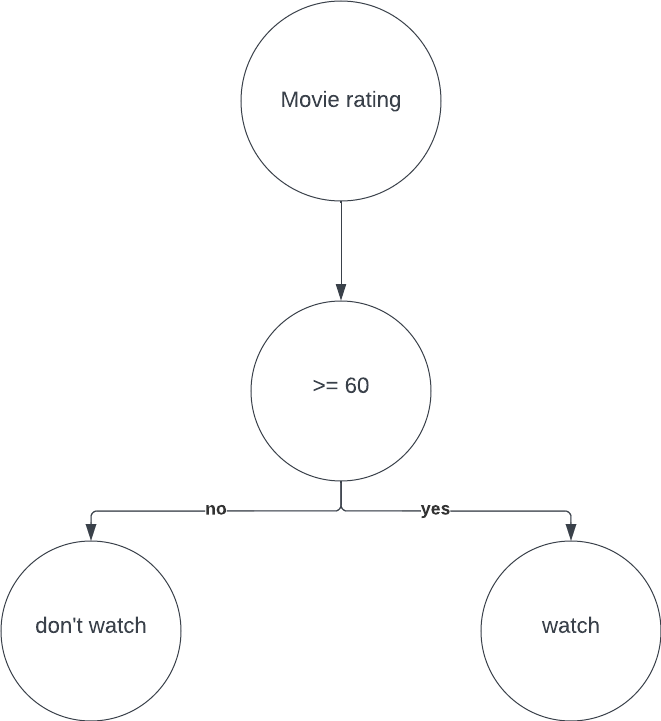 Movie rating
>= 60
no
yes
don't watch
watch